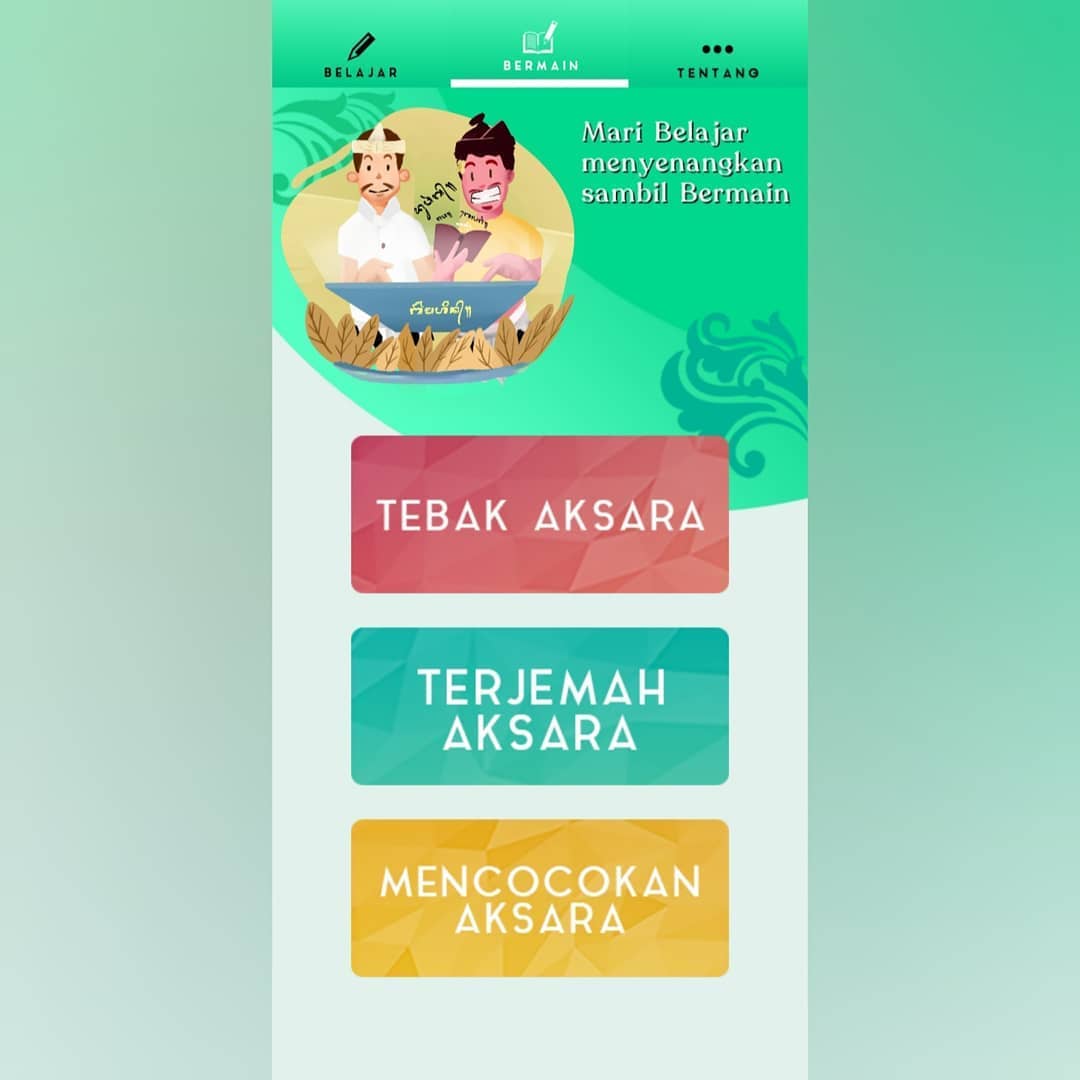 BELAJAR
BERMAIN
TENTANG
Mari Belajar
menyenangkan
sambil Bermain
TEBAK AKSARA
TERJEMAH
AKSARA
MENCOCOKAN
AKSARA